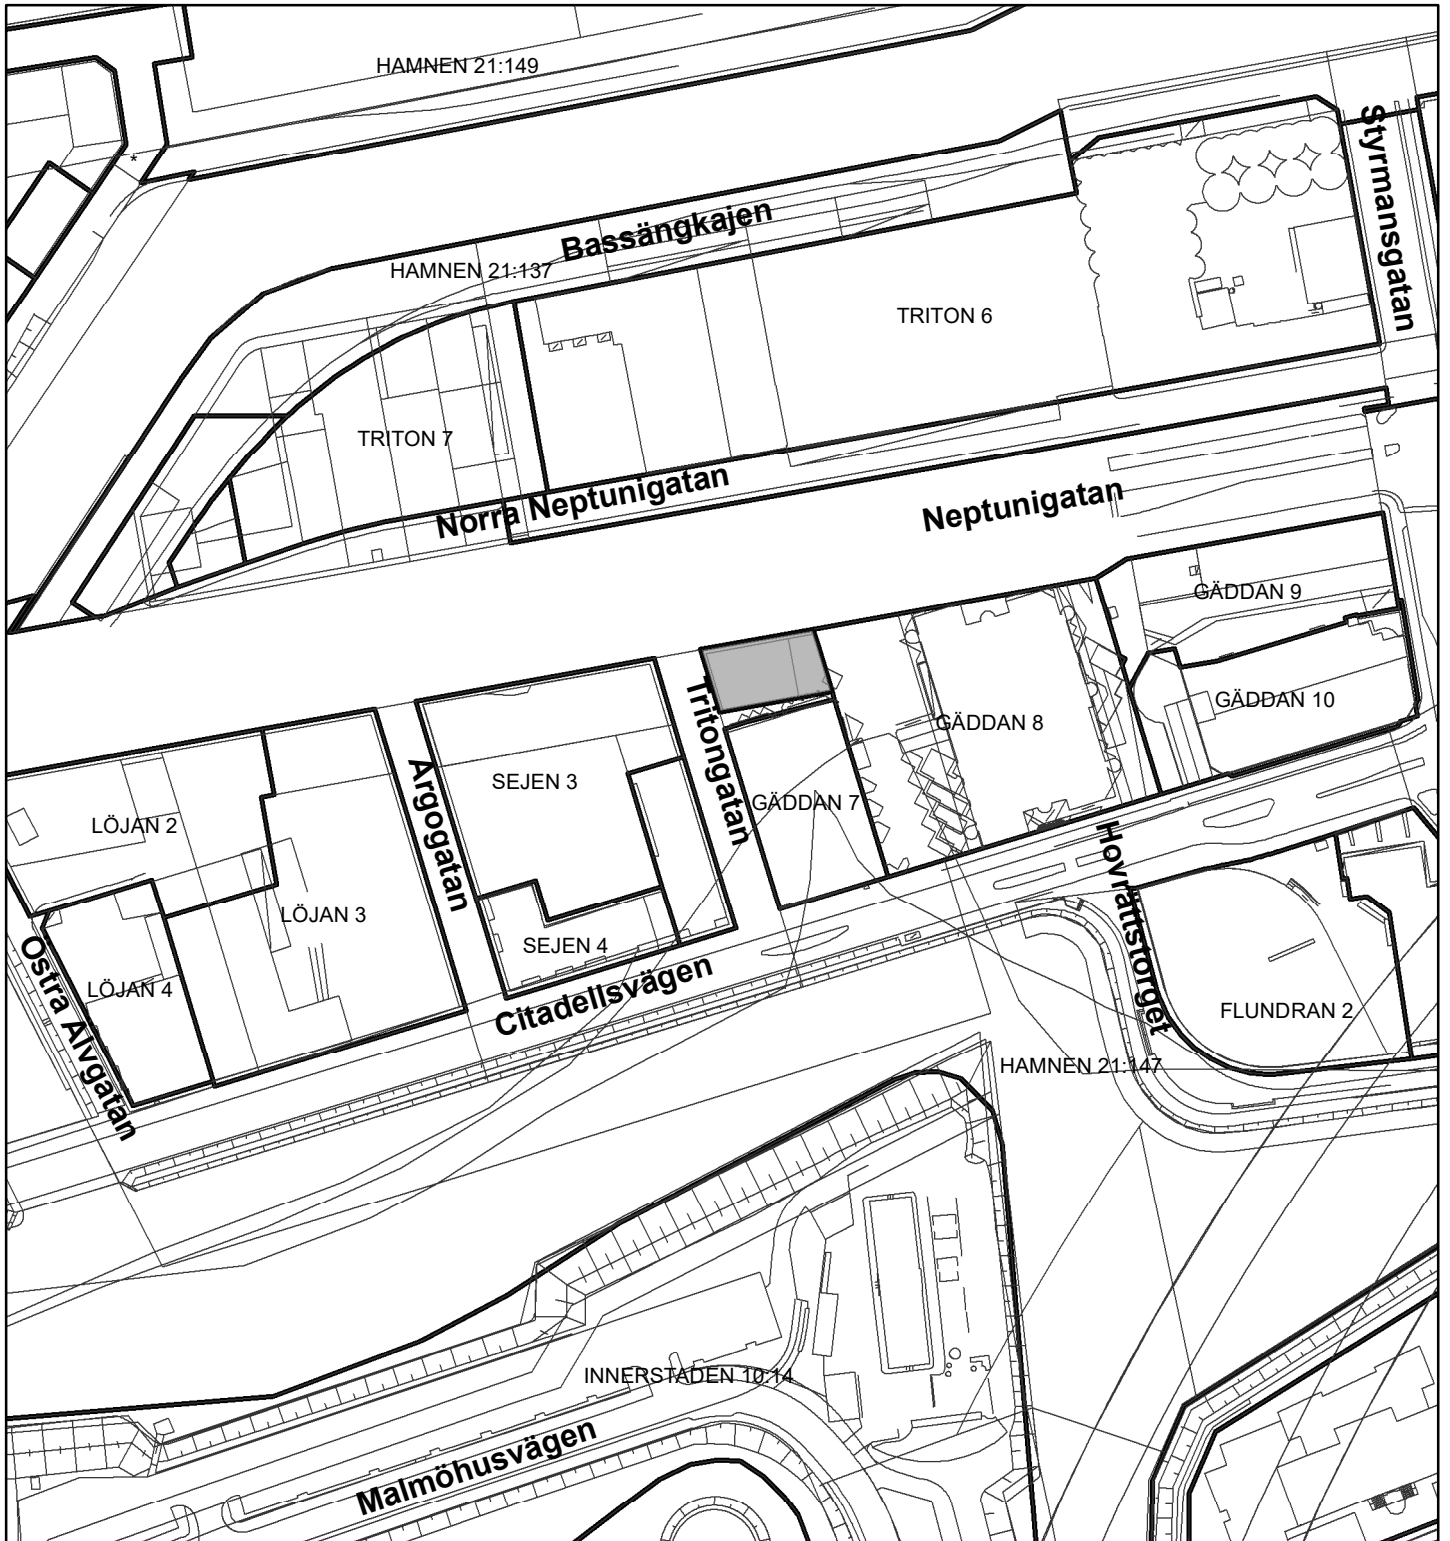 HAMNEN 21:149
*
Styrmansgatan
Bassängkajen
HAMNEN 21:137
TRITON 6
TRITON 7
Norra Neptunigatan
Neptunigatan
GÄDDAN 9
GÄDDAN 10
Tritongatan
GÄDDAN 8
SEJEN 3
Argogatan
GÄDDAN 7
LÖJAN 2
Hovrättstorget
LÖJAN 3
SEJEN 4
Östra Alvgatan
LÖJAN 4
Citadellsvägen
FLUNDRAN 2
HAMNEN 21:147
INNERSTADEN 10:14
Malmöhusvägen